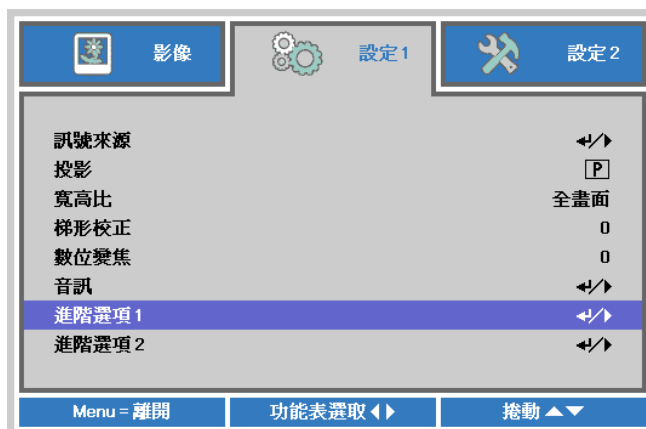 影像 設定1 設定2
訊號來源
投影 P
寬高比 全畫面
梯形校正 0
數位變焦 0
音訊
進階選項1
進階選項2
Menu = 離開 功能表選取 捲動